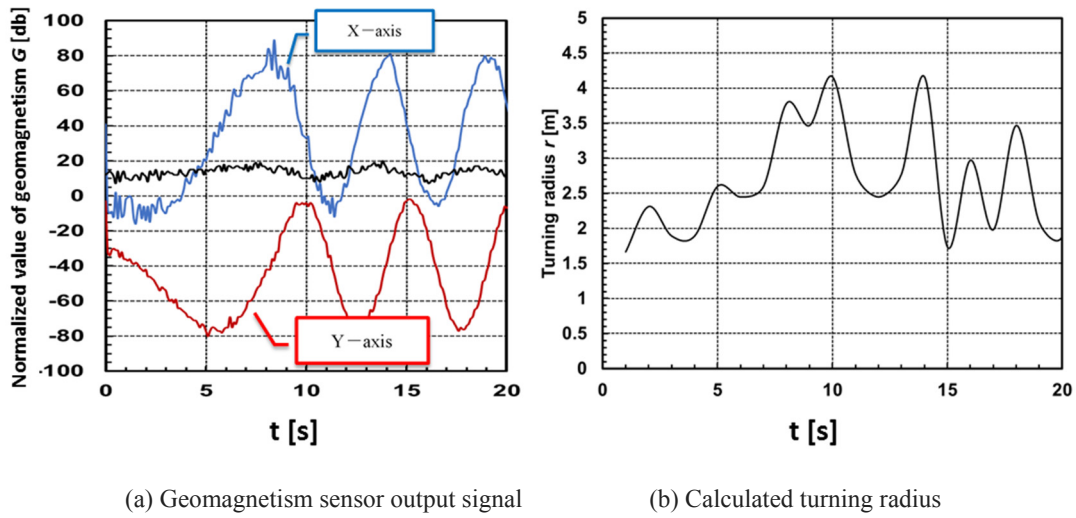 Normalized value of geomagnetism G [db]
100
80
60
40
20
0
-20
-40
-60
-80
-100
X－axis
Y－axis
0 5 10 15 20
t [s]
Turning radius r [m]
5
4.5
4
3.5
3
2.5
2
1.5
1
0.5
0
0 5 10 15 20
t [s]
(a) Geomagnetism sensor output signal
(b) Calculated turning radius